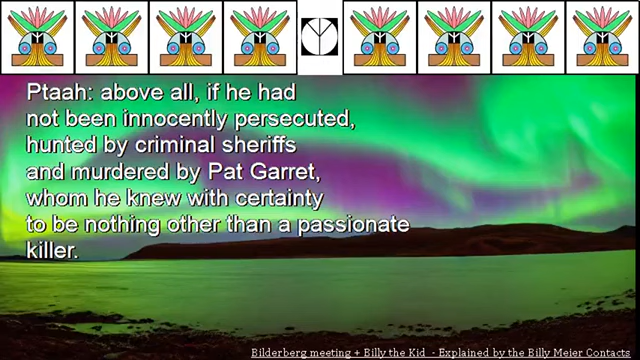 Ptaah: above all, if he had
not been innocently persecuted,
hunted by criminal sheriffs
and murdered by Pat Garret,
whom he knew with certainty
to be nothing other than a passionate
killer.
Bilderberg meeting + Billy the Kid - Explained by the Billy Meier Contacts